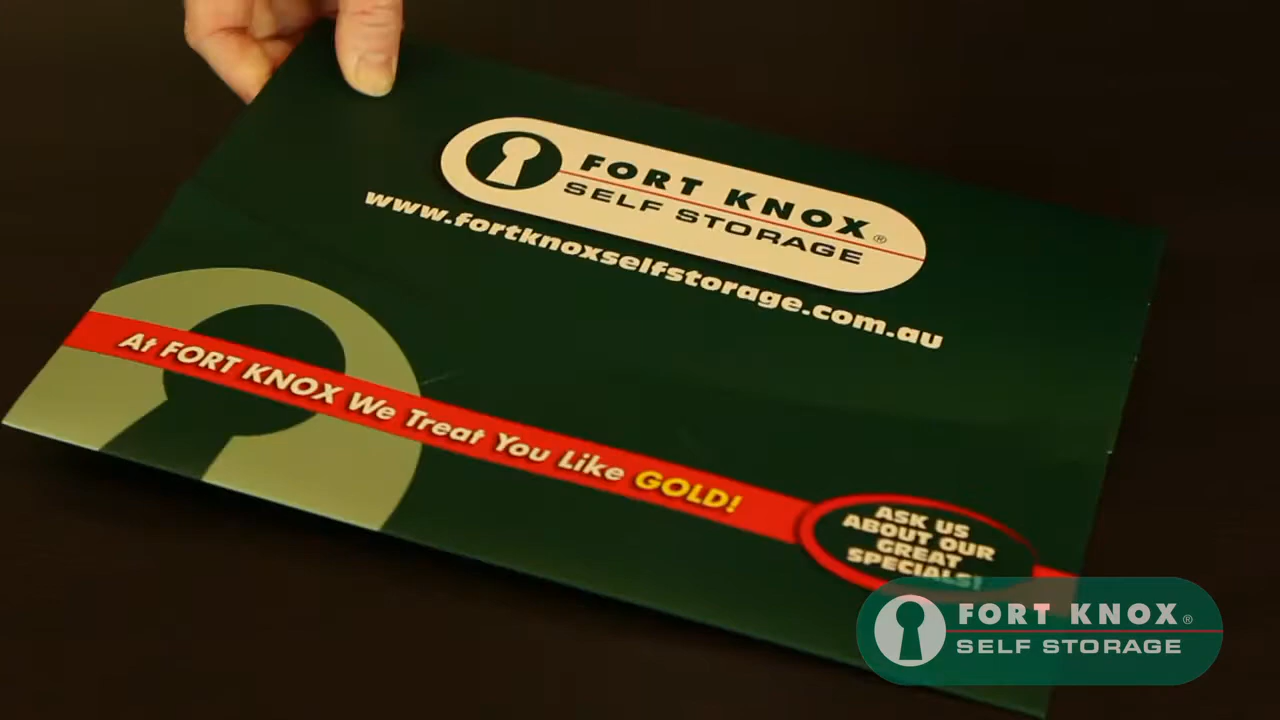 FORT KNOX®
SELF STORAGE
www.fortknoxselfstorage.com.au
At FORT KNOX We Treat You Like GOLD!
ASK US
ABOUT OUR
GREAT
SPECIALS!
FORT KNOX®
SELF STORAGE